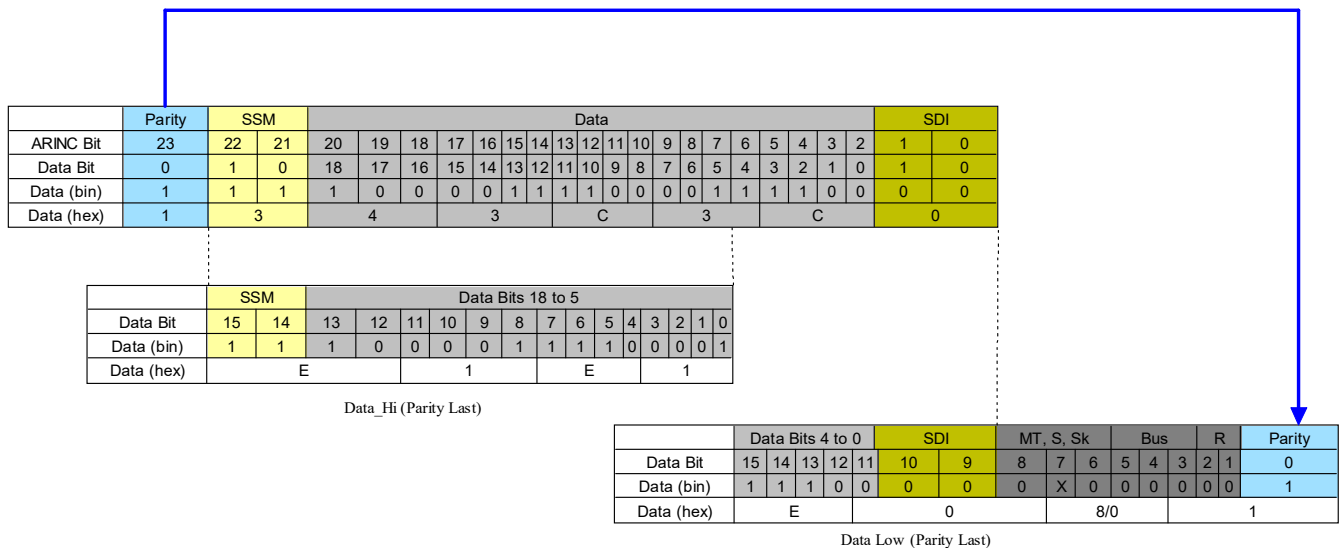 Parity SSM Data SDI
ARINC Bit 23 22 21 20 19 18 17 16 15 14 13 12 11 10 9 8 7 6 5 4 3 2 1 0
Data Bit 0 1 0 18 17 16 15 14 13 12 11 10 9 8 7 6 5 4 3 2 1 0 1 0
Data (bin) 1 1 1 1 0 0 0 0 1 1 1 1 0 0 0 0 1 1 1 1 0 0 0 0
Data (hex) 1 3 4 3 C 3 C 0
SSM Data Bits 18 to 5
Data Bit 15 14 13 12 11 10 9 8 7 6 5 4 3 2 1 0
Data (bin) 1 1 1 0 0 0 0 1 1 1 1 0 0 0 0 1
Data (hex) E 1 E 1
Data_Hi (Parity Last)
Data Bits 4 to 0 SDI MT, S, Sk Bus R Parity
Data Bit 15 14 13 12 11 10 9 8 7 6 5 4 3 2 1 0
Data (bin) 1 1 1 0 0 0 0 0 X 0 0 0 0 0 0 1
Data (hex) E 0 8/0 1
Data Low (Parity Last)